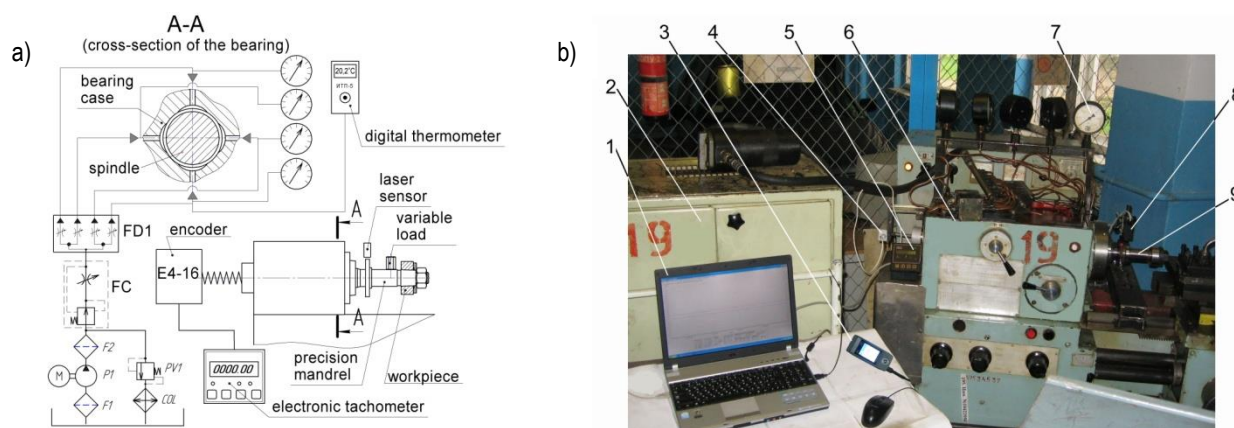 a)
A-A
(cross-section of the bearing)
bearing
case
spindle
20,2°C
ИТП-5
digital thermometer
laser
sensor
variable
load
A
FD1
encoder
E4-16
FC
A
F2
M
P1
PV1
F1
COL
0000.00
precision
mandrel
workpiece
electronic tachometer
b)
1
2
3
4
5
6
7
8
9
19
19